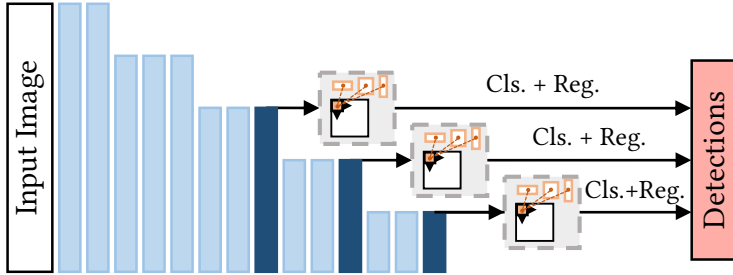 Input Image
Cls. + Reg.
Cls. + Reg.
Cls.+Reg.
Detections